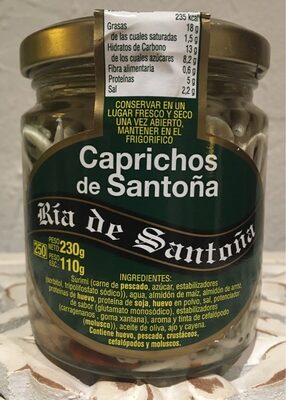 235 kcal
Grasas 18 g
de las cuales saturadas 1,5 g
Hidratos de Carbono 13 g
de los cuales azúcares 8,2 g
Fibra alimentaria 0,6 g
Proteínas 5 g
Sal 2,2 g
CONSERVAR EN UN
LUGAR FRESCO Y SECO
UNA VEZ ABIERTO,
MANTENER EN EL
FRIGORIFICO
Caprichos
de Santoña
Ría de Santoña
250 PESO NETO 230g
PESO ESC. 110g
INGREDIENTES:
Surimi (carne de pescado, azúcar, estabilizadores
(sorbitol, tripolifosfato sódico)), agua, almidón de maíz, almidón de arroz,
proteínas de huevo, proteína de soja, huevo en polvo, sal, potenciador
de sabor (glutamato monosódico), estabilizadores
(carragenanos, goma xantana), aroma y tinta de cefalópodo
(molusco)), aceite de oliva, ajo y cayena.
Contiene huevo, pescado, crustáceos,
cefalópodos y moluscos.